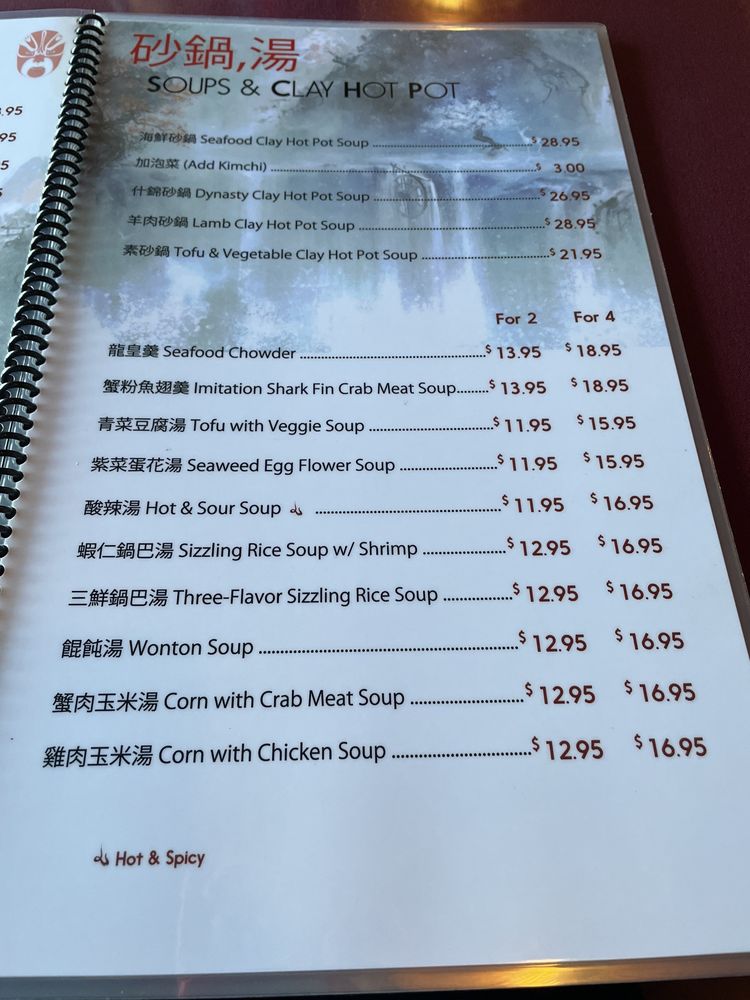 砂鍋,湯
SOUPS & CLAY HOT POT
海鮮砂鍋 Seafood Clay Hot Pot Soup $28.95
加泡菜 (Add Kimchi) $ 3.00
什錦砂鍋 Dynasty Clay Hot Pot Soup $26.95
羊肉砂鍋 Lamb Clay Hot Pot Soup $28.95
素砂鍋 Tofu & Vegetable Clay Hot Pot Soup $21.95
For 2 For 4
龍皇羹 Seafood Chowder $13.95 $18.95
蟹粉魚翅羹 Imitation Shark Fin Crab Meat Soup $13.95 $18.95
青菜豆腐湯 Tofu with Veggie Soup $11.95 $15.95
紫菜蛋花湯 Seaweed Egg Flower Soup $11.95 $15.95
酸辣湯 Hot & Sour Soup $11.95 $16.95
蝦仁鍋巴湯 Sizzling Rice Soup w/ Shrimp $12.95 $16.95
三鮮鍋巴湯 Three-Flavor Sizzling Rice Soup $12.95 $16.95
餛飩湯 Wonton Soup $12.95 $16.95
蟹肉玉米湯 Corn with Crab Meat Soup $12.95 $16.95
雞肉玉米湯 Corn with Chicken Soup $12.95 $16.95
Hot & Spicy